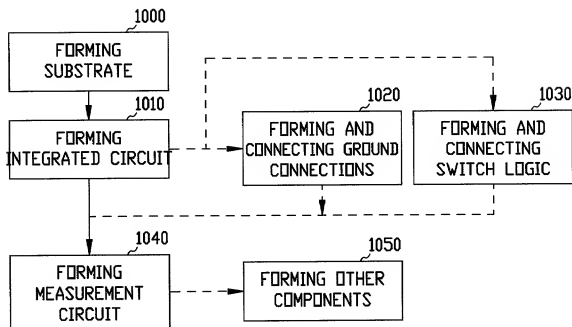 1000
FORMING
SUBSTRATE
1010
FORMING
INTEGRATED CIRCUIT
1020
FORMING AND
CONNECTING GROUND
CONNECTIONS
1030
FORMING AND
CONNECTING
SWITCH LOGIC
1040
FORMING
MEASUREMENT
CIRCUIT
1050
FORMING OTHER
COMPONENTS